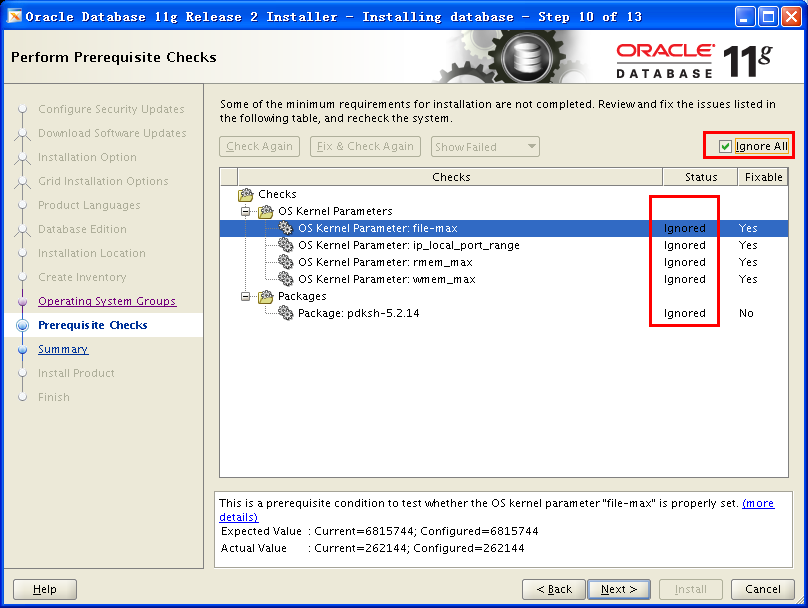 Oracle Database 11g Release 2 Installer - Installing database - Step 10 of 13
Perform Prerequisite Checks
ORACLE
DATABASE 11g
Configure Security Updates
Download Software Updates
Installation Option
Grid Installation Options
Product Languages
Database Edition
Installation Location
Create Inventory
Operating System Groups
Prerequisite Checks
Summary
Install Product
Finish
Some of the minimum requirements for installation are not completed. Review and fix the issues listed in
the following table, and recheck the system.
Check Again Fix & Check Again Show Failed Ignore All
Checks Status Fixable
Checks
OS Kernel Parameters
OS Kernel Parameter: file-max Ignored Yes
OS Kernel Parameter: ip_local_port_range Ignored Yes
OS Kernel Parameter: rmem_max Ignored Yes
OS Kernel Parameter: wmem_max Ignored Yes
Packages
Package: pdksh-5.2.14 Ignored No
This is a prerequisite condition to test whether the OS kernel parameter "file-max" is properly set. (more
details)
Expected Value : Current=6815744; Configured=6815744
Actual Value : Current=262144; Configured=262144
Help < Back Next > Install Cancel